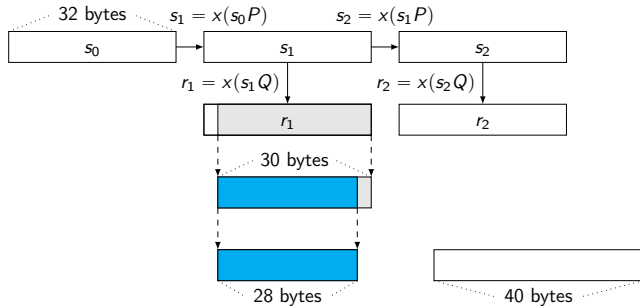 32 bytes
s₁ = x(s₀P)
s₂ = x(s₁P)
s₀
s₁
s₂
r₁ = x(s₁Q)
r₂ = x(s₂Q)
r₁
r₂
30 bytes
28 bytes
40 bytes